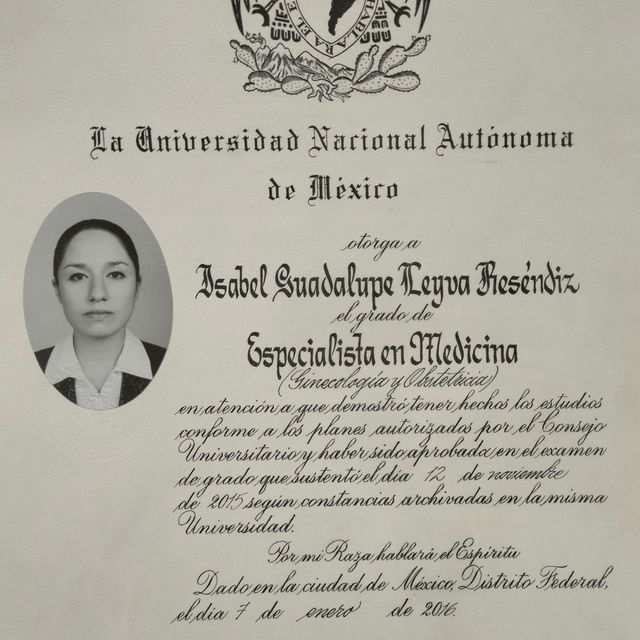 HABLARA EL E
La Universidad Nacional Autónoma
de México
otorga a
Isabel Guadalupe Leyva Reséndiz
el grado de
Especialista en Medicina
(Ginecología y Obstetricia)
en atención a que demostró tener hechos los estudios
conforme a los planes autorizados por el Consejo
Universitario y haber sido aprobada en el examen
de grado que sustentó el día 12 de noviembre
de 2015 según constancias archivadas en la misma
Universidad.
Por mi Raza hablará el Espíritu
Dado en la ciudad de México, Distrito Federal,
el día 7 de enero de 2016.